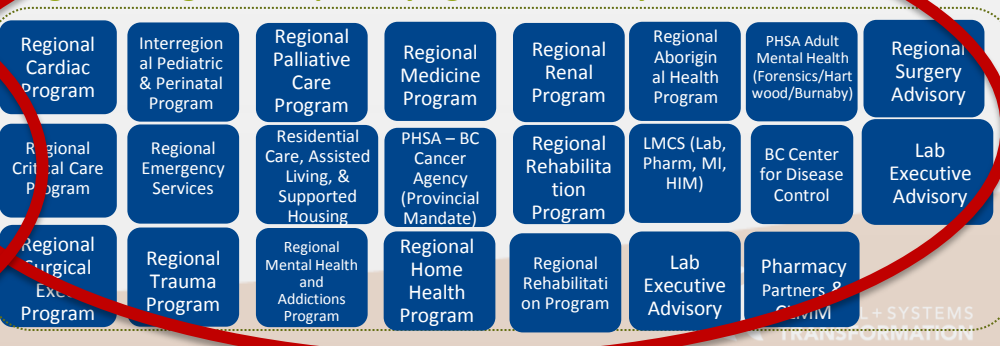 Regional
Cardiac
Program
Interregion
al Pediatric
& Perinatal
Program
Regional
Palliative
Care
Program
Regional
Medicine
Program
Regional
Renal
Program
Regional
Aborigin
al Health
Program
PHSA Adult
Mental Health
(Forensics/Hart
wood/Burnaby)
Regional
Surgery
Advisory
Regional
Critical Care
Program
Regional
Emergency
Services
Residential
Care, Assisted
Living, &
Supported
Housing
PHSA – BC
Cancer
Agency
(Provincial
Mandate)
Regional
Rehabilita
tion
Program
LMCS (Lab,
Pharm, MI,
HIM)
BC Center
for Disease
Control
Lab
Executive
Advisory
Regional
Surgical
Program
Regional
Trauma
Program
Regional
Mental Health
and
Addictions
Program
Regional
Home
Health
Program
Regional
Rehabilitati
on Program
Lab
Executive
Advisory
Pharmacy
Partners &
L+SYSTEMS
TRANSFORMATION